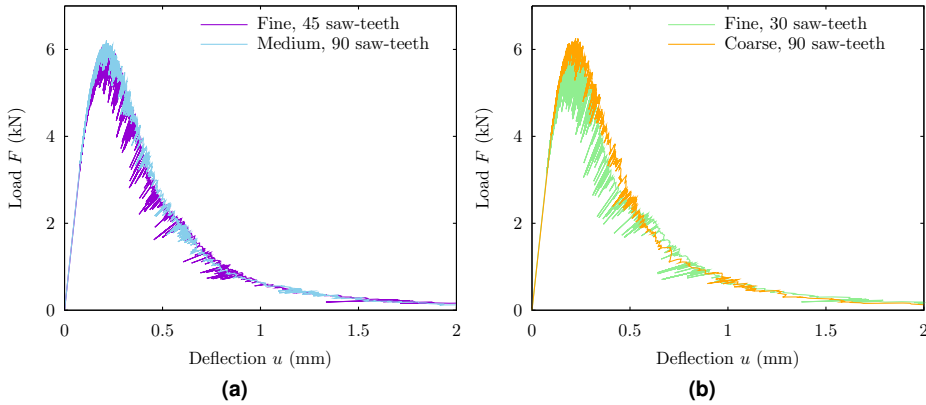 Fine, 45 saw-teeth
Medium, 90 saw-teeth
Load F (kN)
6
4
2
0
0 0.5 1 1.5 2
Deflection u (mm)
(a)
Fine, 30 saw-teeth
Coarse, 90 saw-teeth
Load F (kN)
6
4
2
0
0 0.5 1 1.5 2
Deflection u (mm)
(b)